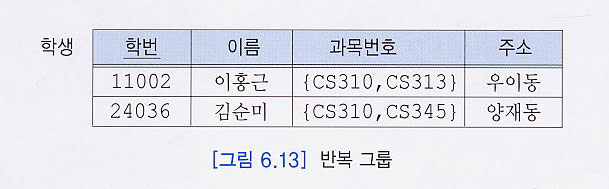 학생 학번 이름 과목번호 주소
11002 이홍근 {CS310,CS313} 우이동
24036 김순미 {CS310,CS345} 양재동
[그림 6.13] 반복 그룹